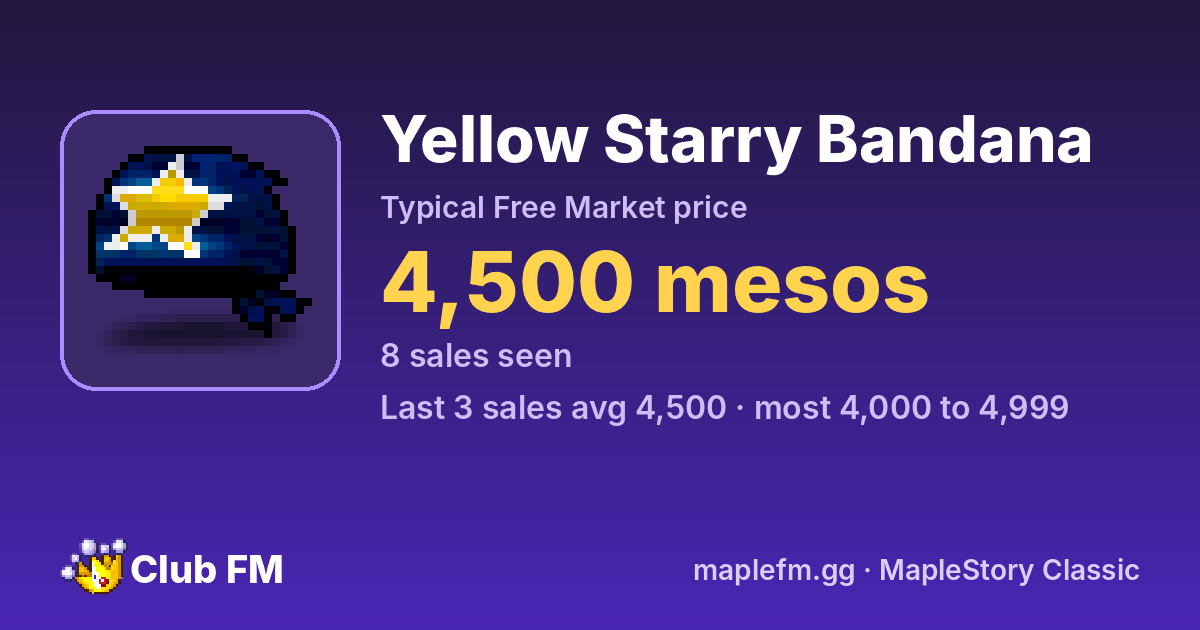 Yellow Starry Bandana
Typical Free Market price
4,500 mesos
8 sales seen
Last 3 sales avg 4,500 · most 4,000 to 4,999
Club FM
maplefm.gg · MapleStory Classic